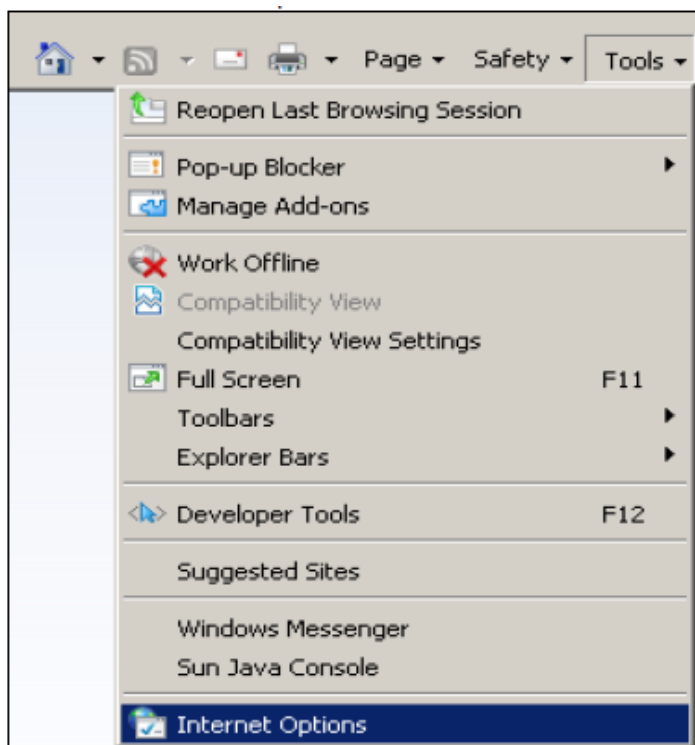 Page Safety Tools
Reopen Last Browsing Session
Pop-up Blocker
Manage Add-ons
Work Offline
Compatibility View
Compatibility View Settings
Full Screen F11
Toolbars
Explorer Bars
Developer Tools F12
Suggested Sites
Windows Messenger
Sun Java Console
Internet Options